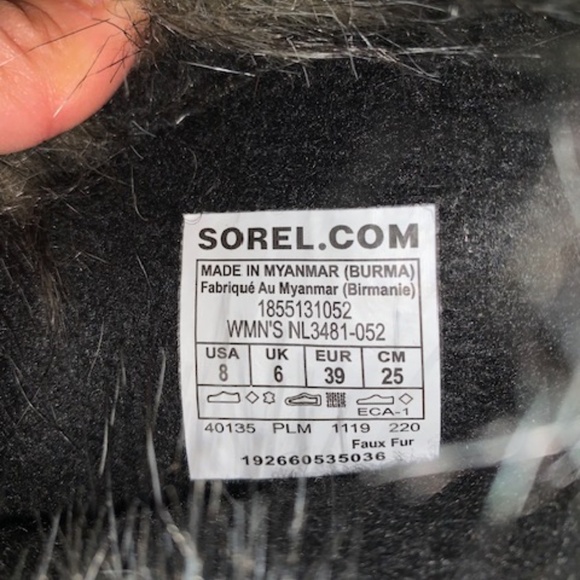 SOREL.COM
MADE IN MYANMAR (BURMA)
Fabriqué Au Myanmar (Birmanie)
1855131052
WMN'S NL3481-052
USA UK EUR CM
8 6 39 25
ECA-1
40135 PLM 1119 220
Faux Fur
192660535036